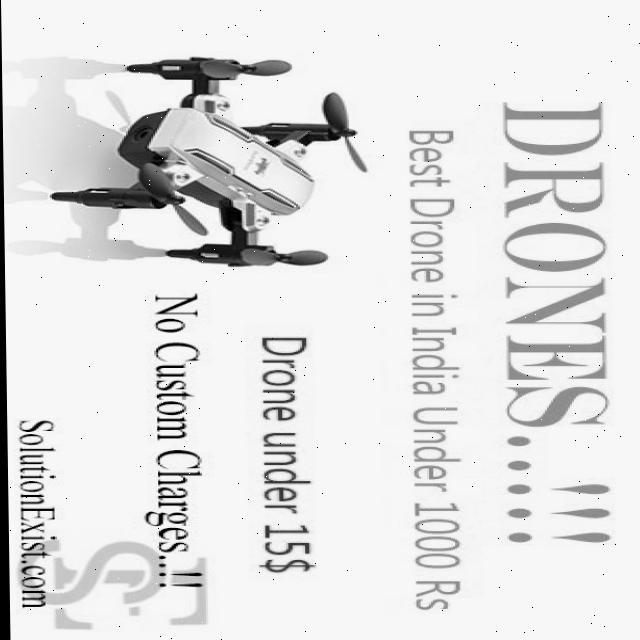 DRONES.....!!!
Best Drone in India Under 1000 Rs
Drone under 15$
No Custom Charges...!!
SolutionExist.com